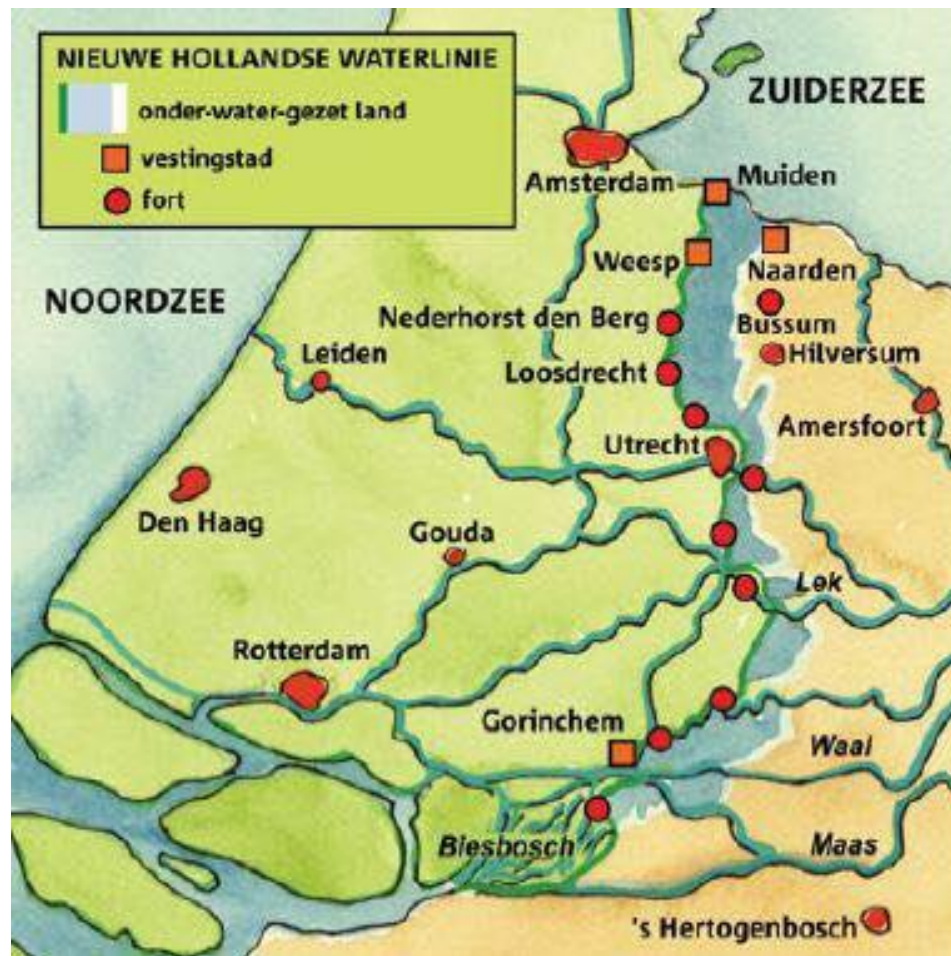 NIEUWE HOLLANDSE WATERLINIE
onder-water-gezet land
vestingstad
fort
ZUIDERZEE
NOORDZEE
Amsterdam
Muiden
Weesp
Naarden
Nederhorst den Berg
Bussum
Leiden
Loosdrecht
Hilversum
Utrecht
Amersfoort
Den Haag
Gouda
Lek
Rotterdam
Gorinchem
Waal
Biesbosch
Maas
's Hertogenbosch